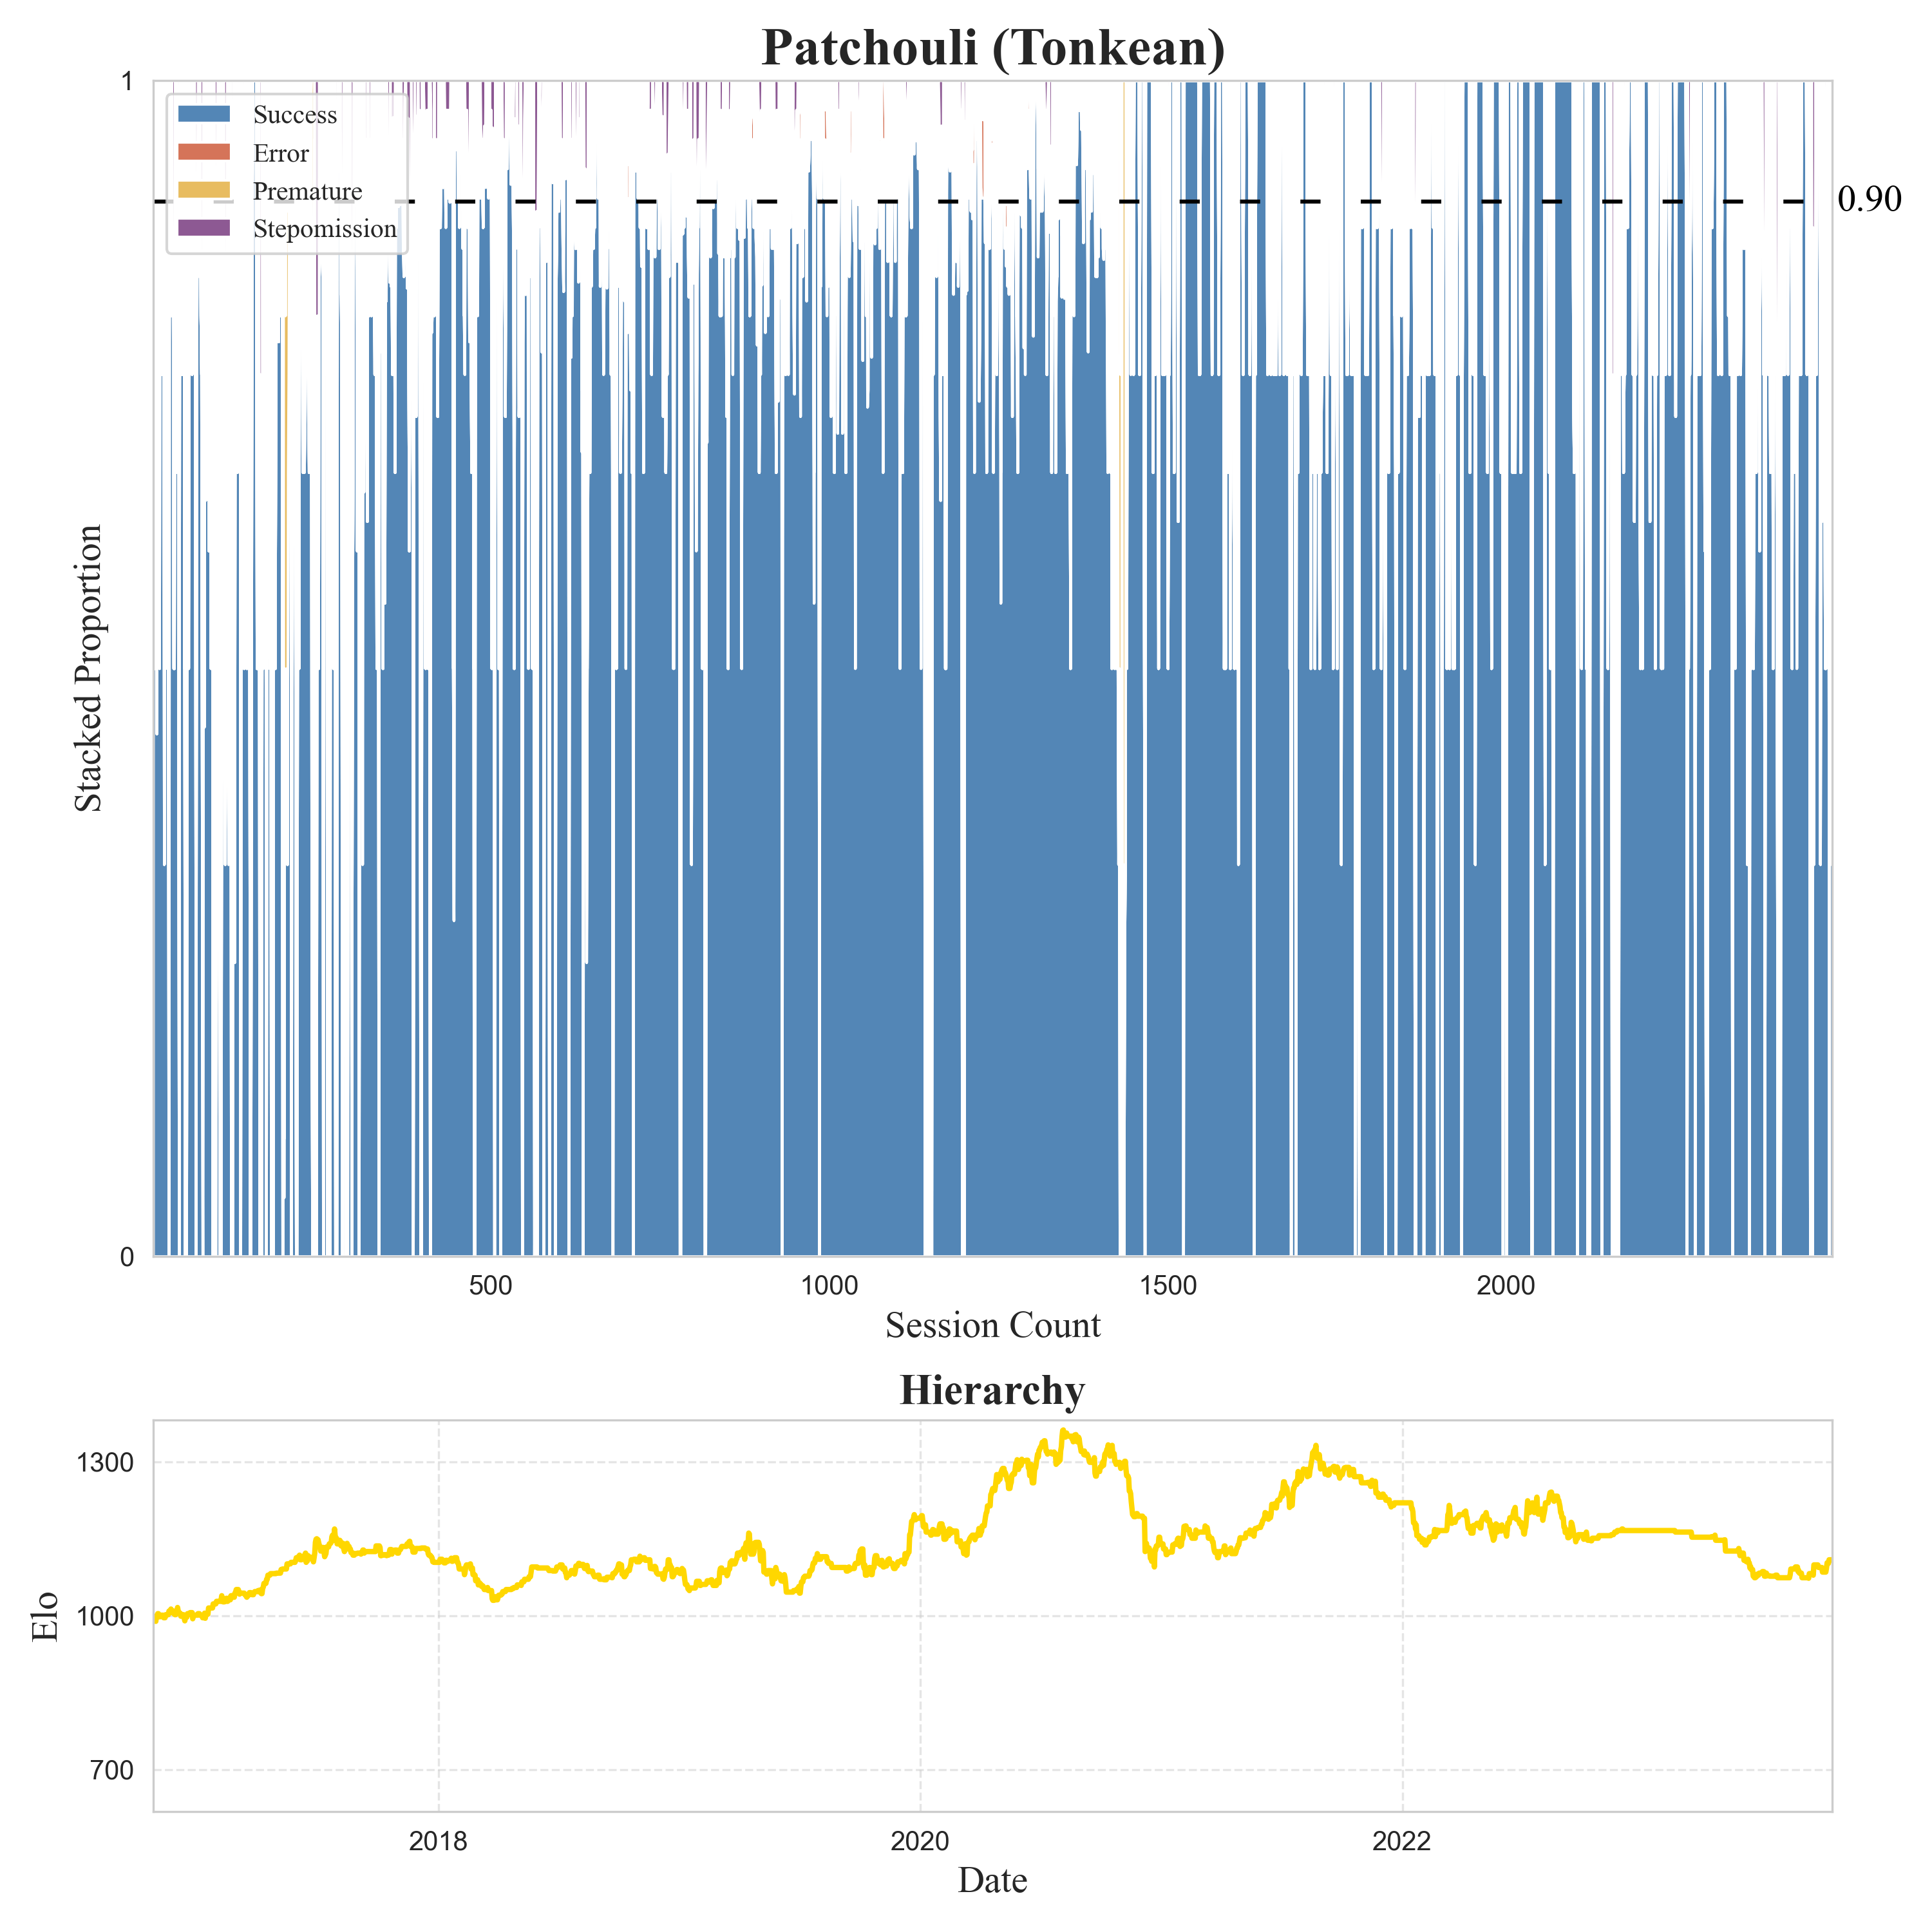 Patchouli (Tonkean)
1
Success
Error
Premature
Stepomission
0.90
Stacked Proportion
0
500 1000 1500 2000
Session Count
Hierarchy
1300
1000
700
Elo
2018 2020 2022
Date